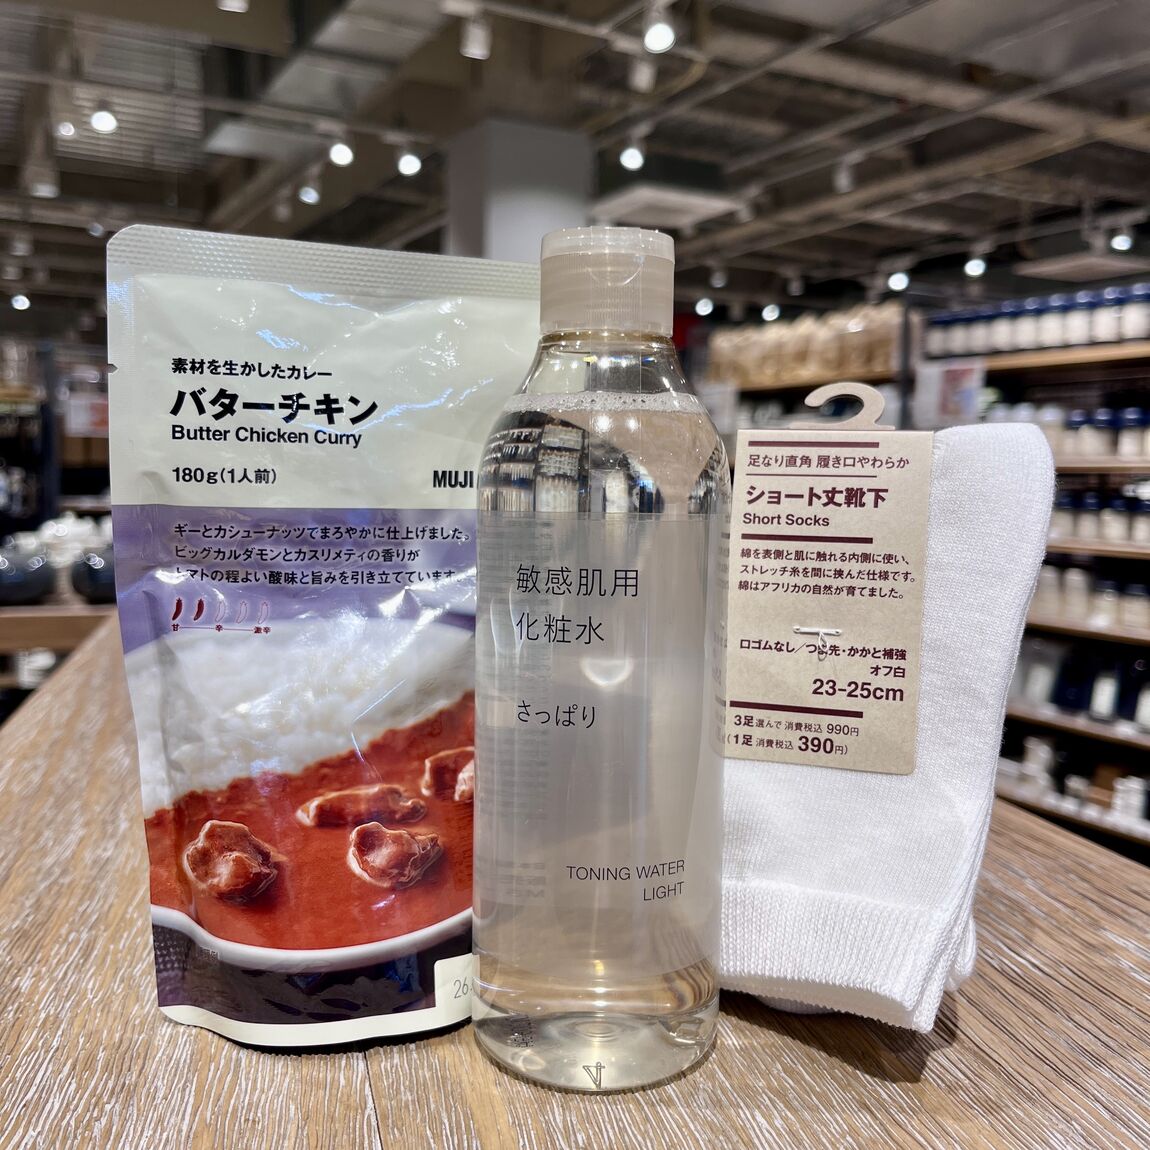 素材を生かしたカレー
バターチキン
Butter Chicken Curry
180g(1人前)
MUJI
ギーとカシューナッツでまろやかに仕上げました。
ビッグカルダモンとカスリメティの香りが
トマトの程よい酸味と旨みを引き立てています
甘 辛 激辛
26.
敏感肌用
化粧水
さっぱり
TONING WATER
LIGHT
足なり直角 履き口やわらか
ショート丈靴下
Short Socks
綿を表側と肌に触れる内側に使い、
ストレッチ糸を間に挟んだ仕様です。
綿はアフリカの自然が育てました。
口ゴムなし/つま先・かかと補強
オフ白
23-25cm
3足選んで 消費税込 990円
(1足 消費税込 390円)